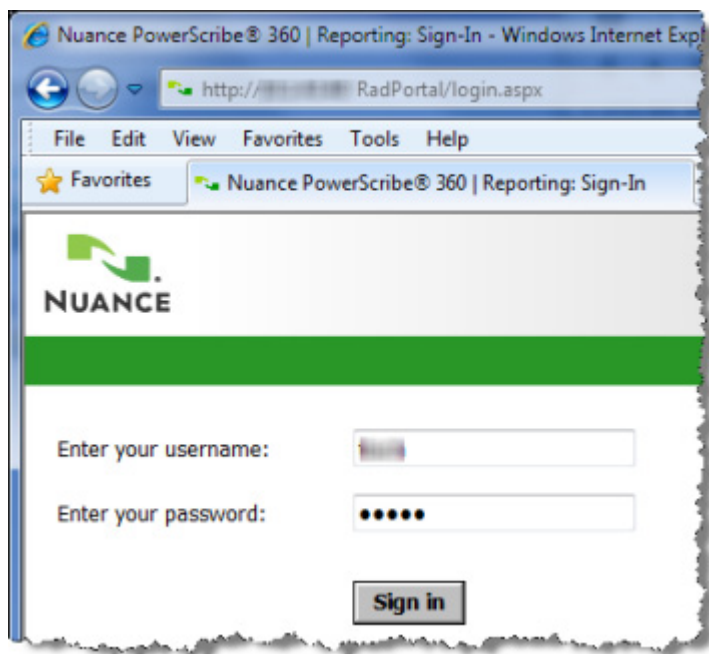 Nuance PowerScribe® 360 | Reporting: Sign-In - Windows Internet Exp
http:// RadPortal/login.aspx
File Edit View Favorites Tools Help
Favorites Nuance PowerScribe® 360 | Reporting: Sign-In
NUANCE
Enter your username:
Enter your password: •••••
Sign in